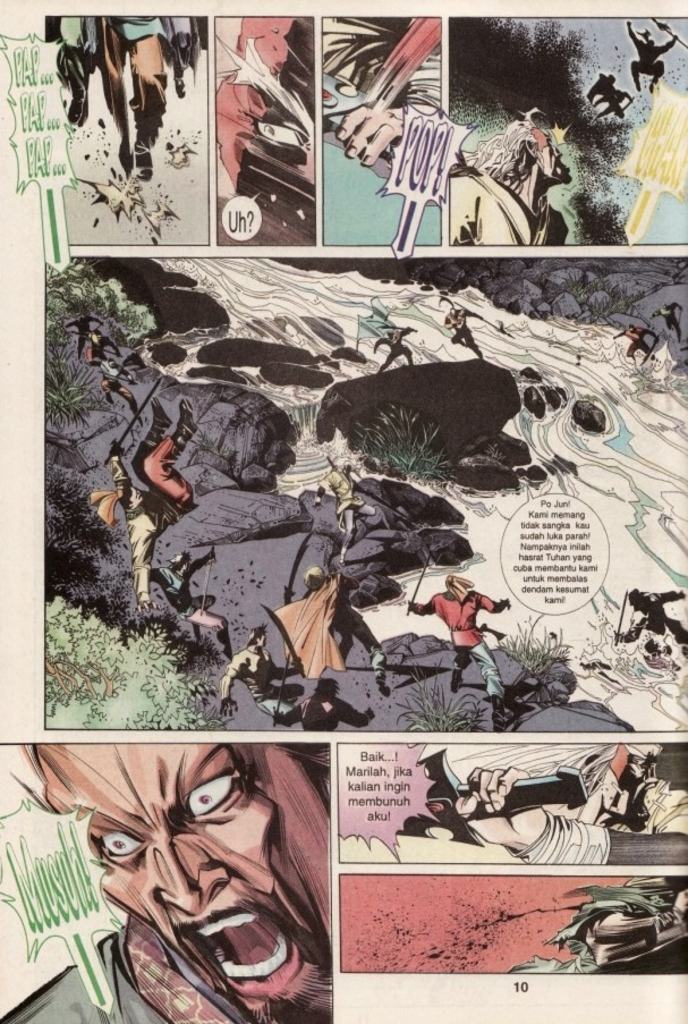 PAP...
PAP...
PAP...
Uh?
POP!
Po Jun!
Kami memang
tidak sangka kau
sudah luka parah!
Nampaknya inilah
hasrat Tuhan yang
cuba membantu kami
untuk membalas
dendam kesumat
kami!
Musuh!
Baik...!
Marilah, jika
kalian ingin
membunuh
aku!
10